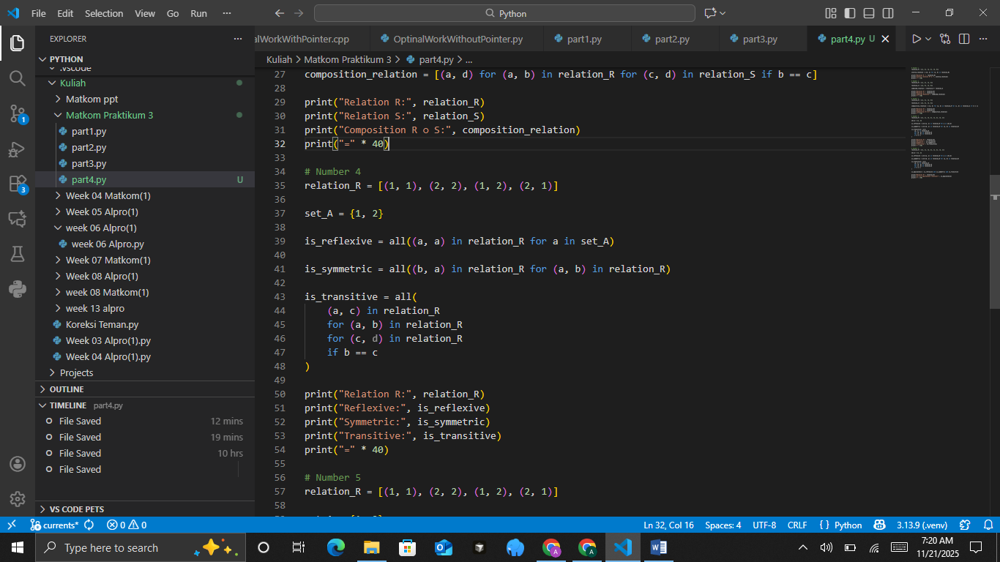 File Edit Selection View Go Run ··· Python
EXPLORER ···
alWorkWithPointer.cpp OptinalWorkWithoutPointer.py part1.py part2.py part3.py part4.py U
PYTHON
.vscode
Kuliah
Matkom ppt
Matkom Praktikum 3
part1.py
part2.py
part3.py
part4.py U
Week 04 Matkom(1)
Week 05 Alpro(1)
week 06 Alpro(1)
week 06 Alpro.py
Week 07 Matkom(1)
Week 08 Alpro(1)
week 08 Matkom(1)
week 13 alpro
Koreksi Teman.py
Week 03 Alpro(1).py
Week 04 Alpro(1).py
Projects
OUTLINE
TIMELINE part4.py
File Saved 12 mins
File Saved 19 mins
File Saved 10 hrs
File Saved
VS CODE PETS
1
3
Kuliah > Matkom Praktikum 3 > part4.py > ...
27 composition_relation = [(a, d) for (a, b) in relation_R for (c, d) in relation_S if b == c]
28
29 print("Relation R:", relation_R)
30 print("Relation S:", relation_S)
31 print("Composition R o S:", composition_relation)
32 print("=" * 40)
33
34 # Number 4
35 relation_R = [(1, 1), (2, 2), (1, 2), (2, 1)]
36
37 set_A = {1, 2}
38
39 is_reflexive = all((a, a) in relation_R for a in set_A)
40
41 is_symmetric = all((b, a) in relation_R for (a, b) in relation_R)
42
43 is_transitive = all(
44 (a, c) in relation_R
45 for (a, b) in relation_R
46 for (c, d) in relation_R
47 if b == c
48 )
49
50 print("Relation R:", relation_R)
51 print("Reflexive:", is_reflexive)
52 print("Symmetric:", is_symmetric)
53 print("Transitive:", is_transitive)
54 print("=" * 40)
55
56 # Number 5
57 relation_R = [(1, 1), (2, 2), (1, 2), (2, 1)]
58
currents* 0 0 Ln 32, Col 16 Spaces: 4 UTF-8 CRLF { } Python 3.13.9 (.venv)
Type here to search
7:20 AM
11/21/2025